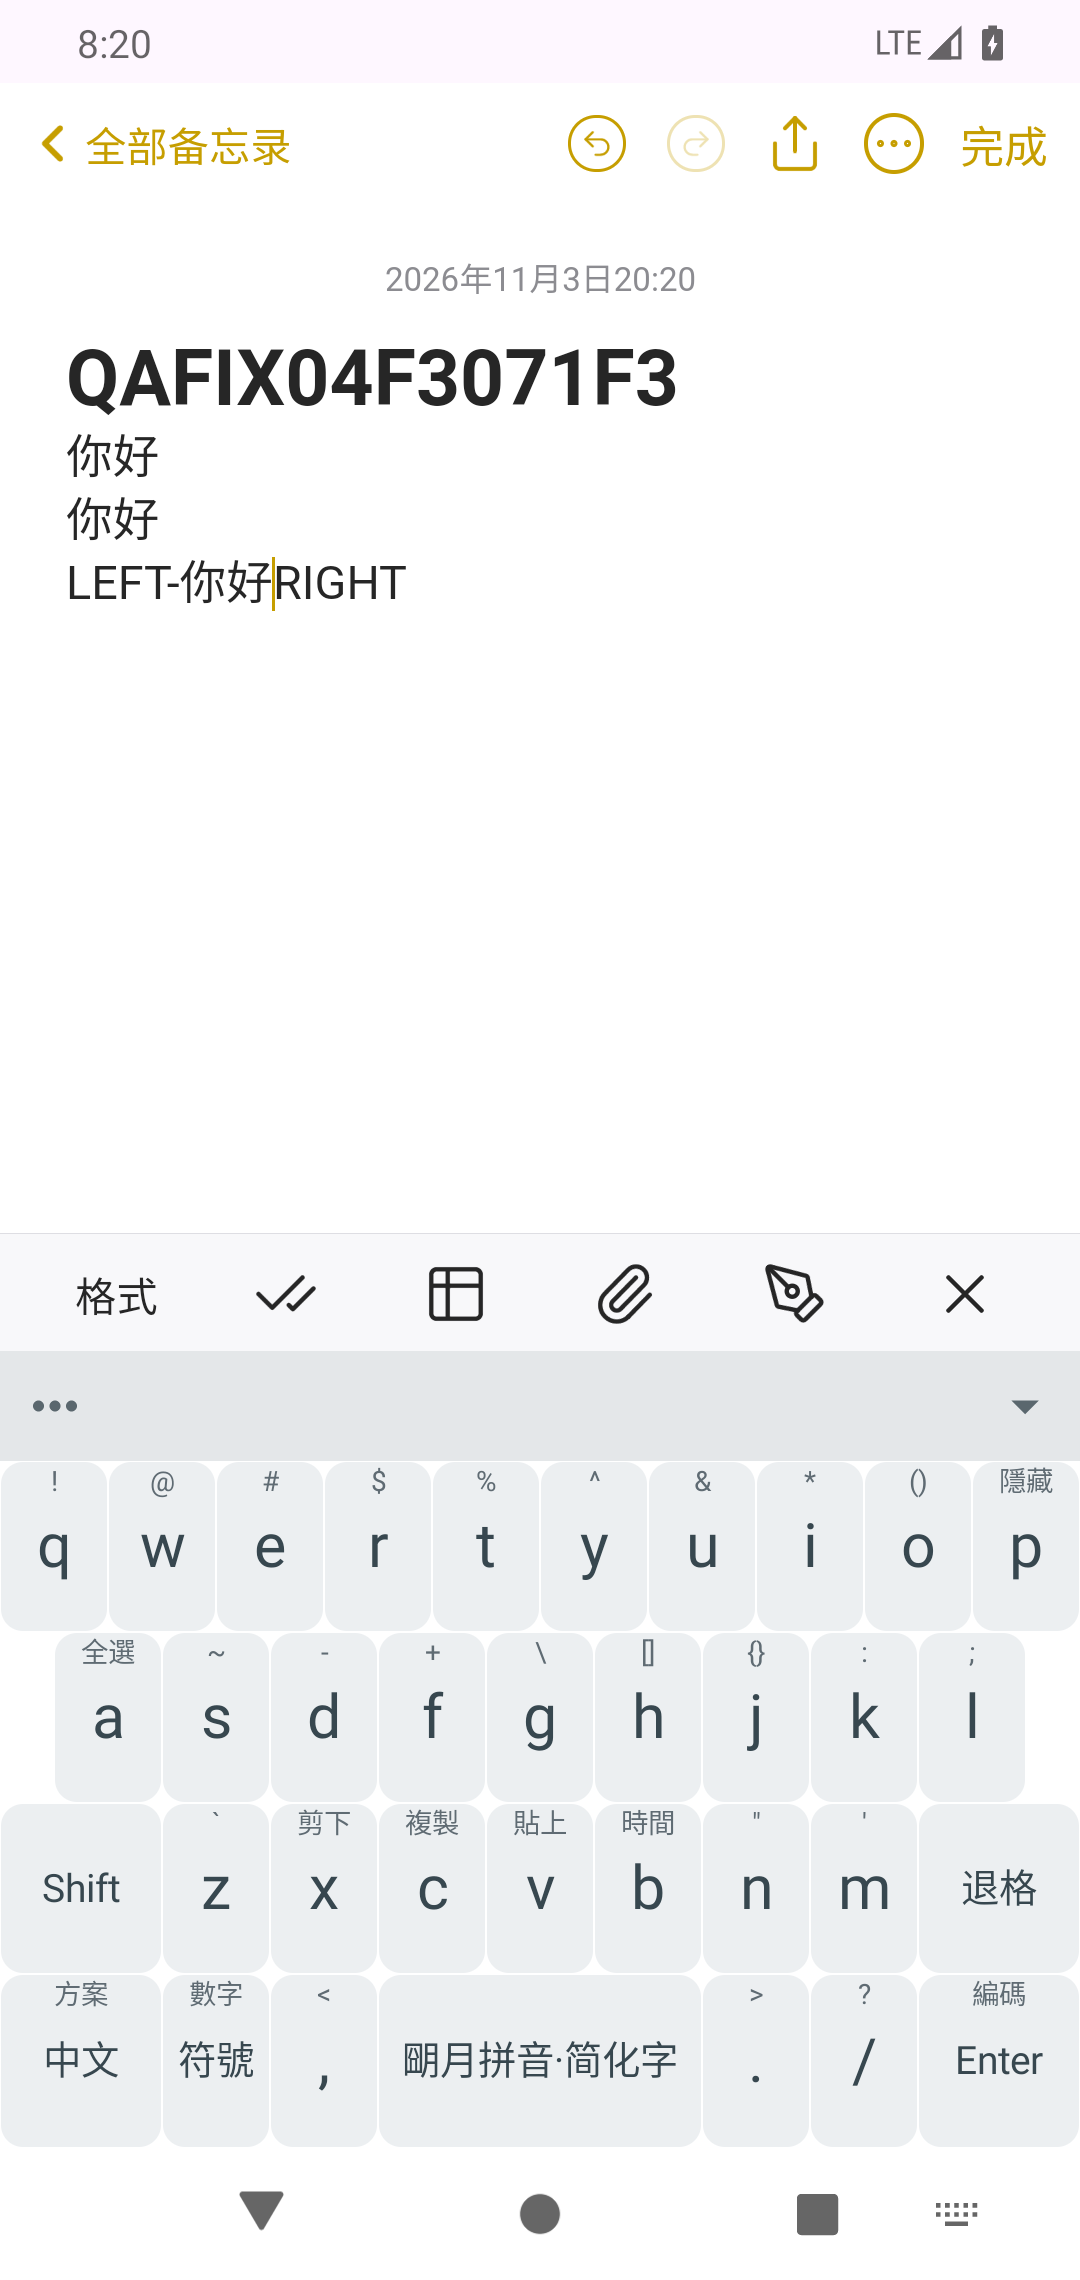 8:20
LTE
全部备忘录
完成
2026年11月3日20:20
QAFIX04F3071F3
你好
你好
LEFT-你好RIGHT
格式
! @ # $ % ^ & * () 隱藏
q w e r t y u i o p
全選 ~ - + \ [] {} : ;
a s d f g h j k l
` 剪下 複製 貼上 時間 " '
Shift z x c v b n m 退格
方案 數字 < > ? 編碼
中文 符號 , 朙月拼音·简化字 . / Enter